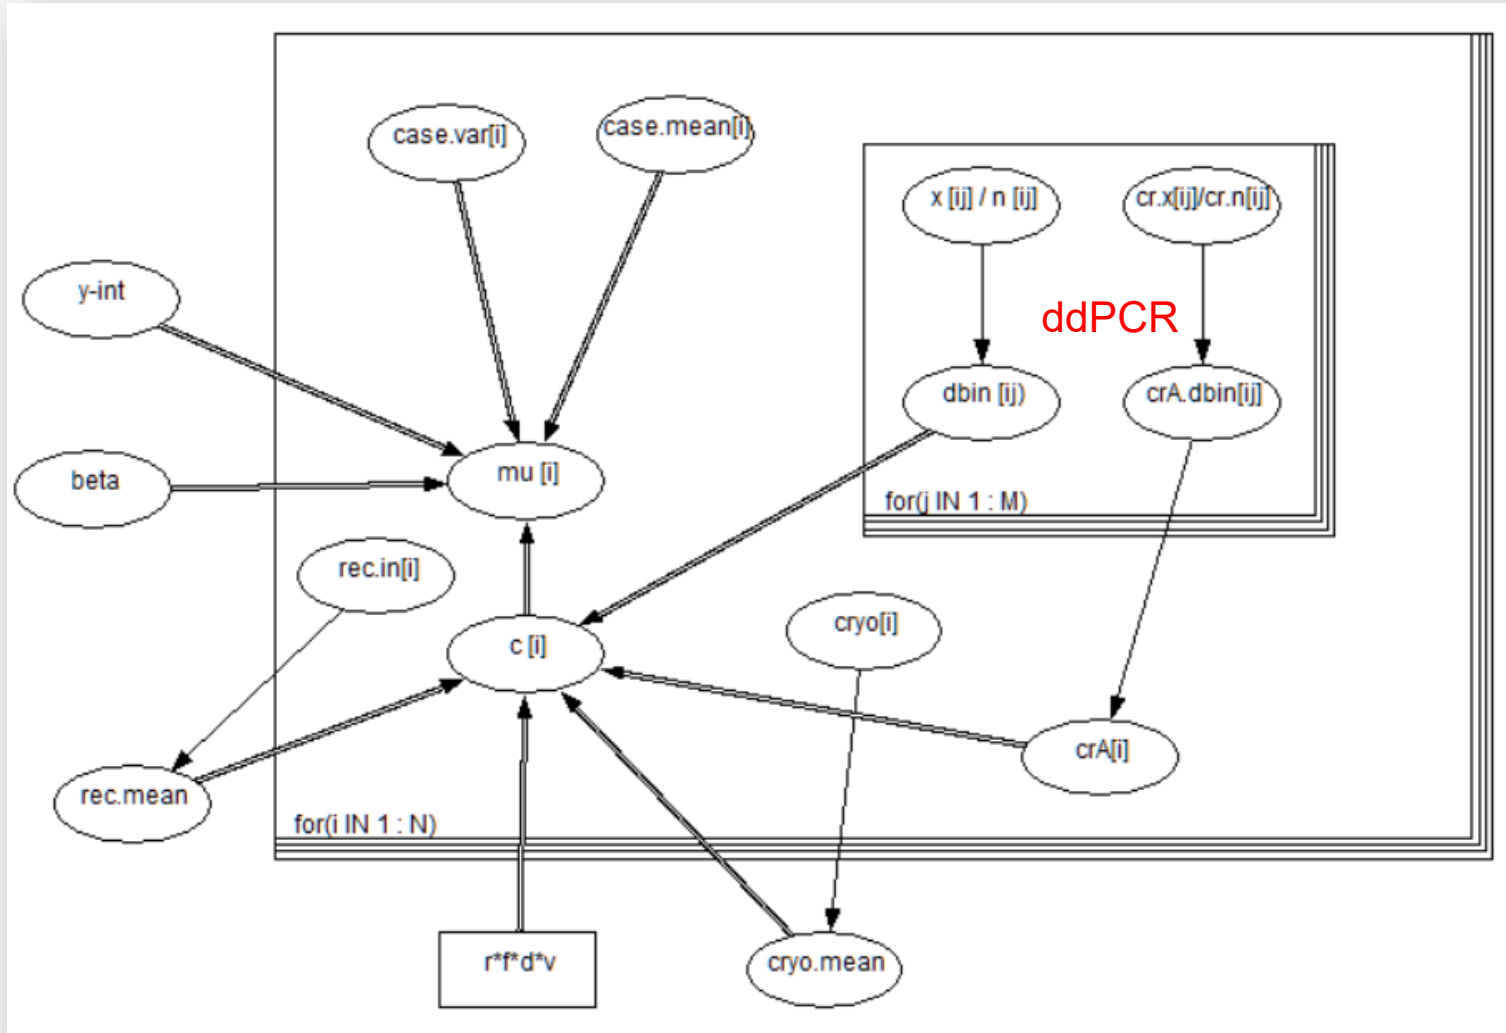 case.var[i]
case.mean[i]
x [ij] / n [ij]
cr.x[ij]/cr.n[ij]
y-int
ddPCR
dbin [ij)
crA.dbin[ij]
mu [i]
beta
for(j IN 1 : M)
rec.in[i]
cryo[i]
c [i]
crA[i]
rec.mean
for(i IN 1 : N)
r*f*d*v
cryo.mean